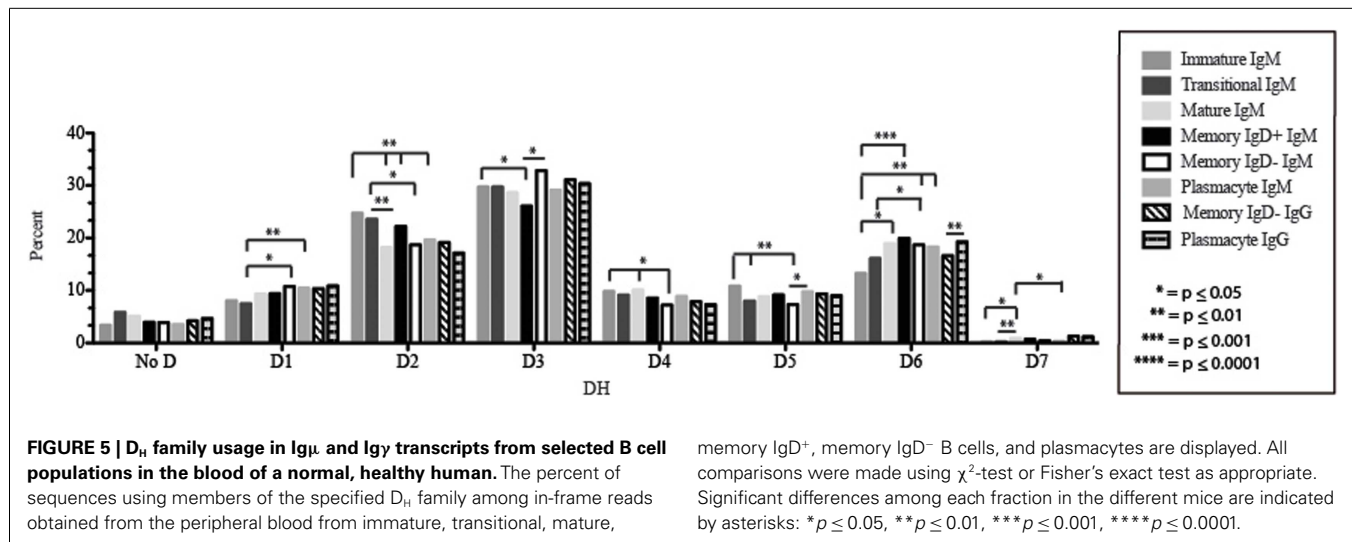 Immature IgM
Transitional IgM
Mature IgM
Memory IgD+ IgM
Memory IgD- IgM
Plasmacyte IgM
Memory IgD- IgG
Plasmacyte IgG
* = p ≤ 0.05
** = p ≤ 0.01
*** = p ≤ 0.001
**** = p ≤ 0.0001
Percent
40
30
20
10
0
** * ** * ** * * * * ** * *** ** * * ** * ** *
No D D1 D2 D3 D4 D5 D6 D7
DH
FIGURE 5 | D_H family usage in Igμ and Igγ transcripts from selected B cell
populations in the blood of a normal, healthy human. The percent of
sequences using members of the specified D_H family among in-frame reads
obtained from the peripheral blood from immature, transitional, mature,
memory IgD⁺, memory IgD⁻ B cells, and plasmacytes are displayed. All
comparisons were made using χ²-test or Fisher's exact test as appropriate.
Significant differences among each fraction in the different mice are indicated
by asterisks: *p ≤ 0.05, **p ≤ 0.01, ***p ≤ 0.001, ****p ≤ 0.0001.